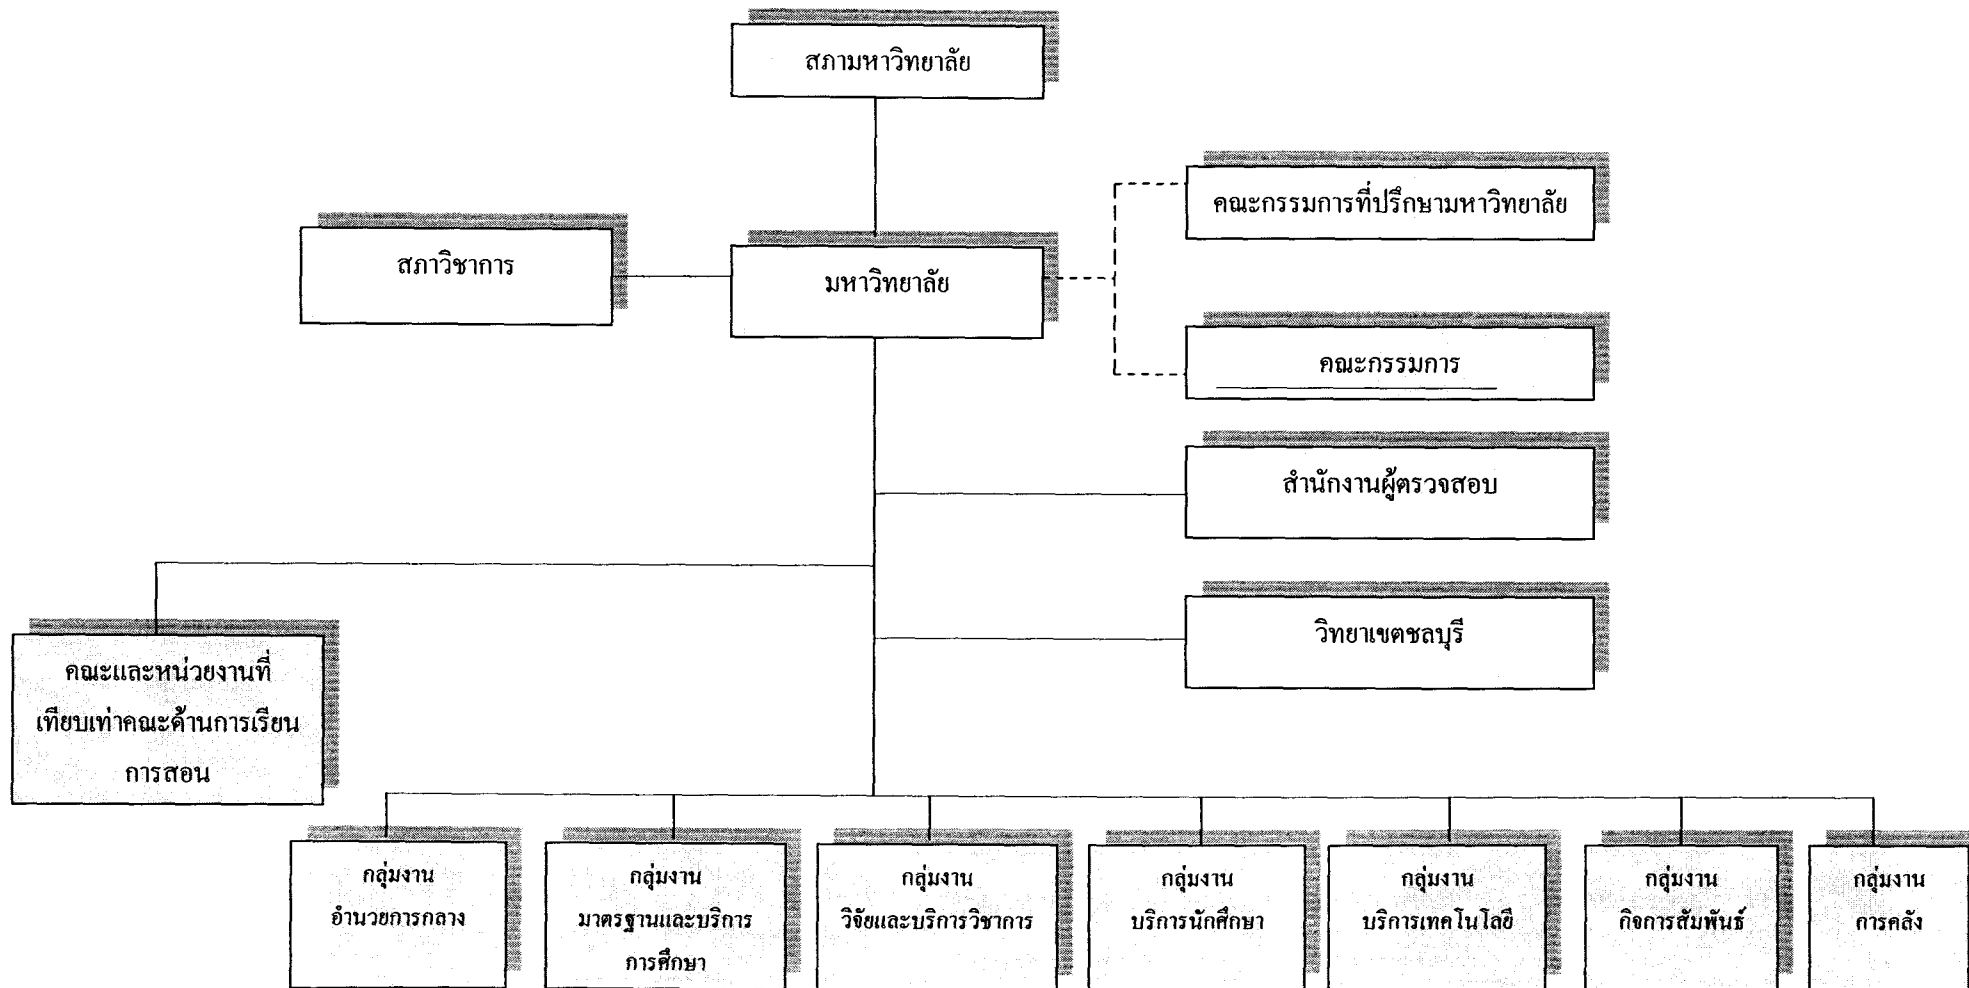 สภามหาวิทยาลัย
คณะกรรมการที่ปรึกษามหาวิทยาลัย
สภาวิชาการ
มหาวิทยาลัย
คณะกรรมการ
สำนักงานผู้ตรวจสอบ
วิทยาเขตชลบุรี
คณะและหน่วยงานที่
เทียบเท่าคณะด้านการเรียน
การสอน
กลุ่มงาน
อำนวยการกลาง
กลุ่มงาน
มาตรฐานและบริการ
การศึกษา
กลุ่มงาน
วิจัยและบริการวิชาการ
กลุ่มงาน
บริการนักศึกษา
กลุ่มงาน
บริการเทคโนโลยี
กลุ่มงาน
กิจการสัมพันธ์
กลุ่มงาน
การคลัง